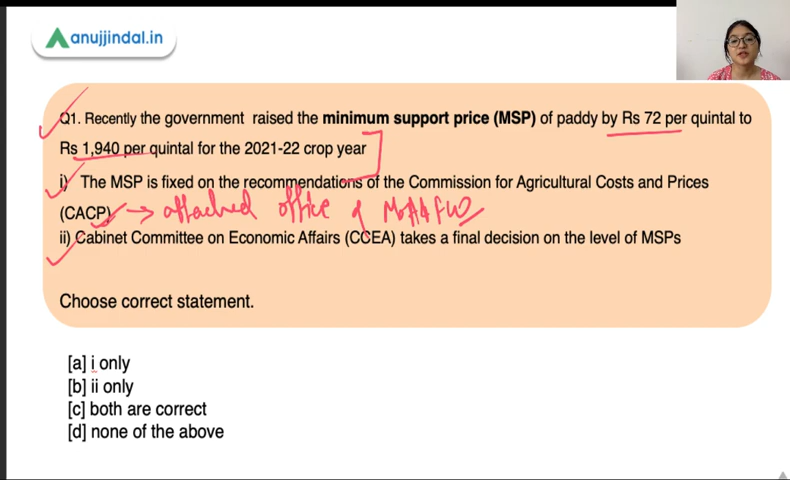 anujjindal.in
Q1. Recently the government raised the minimum support price (MSP) of paddy by Rs 72 per quintal to
Rs 1,940 per quintal for the 2021-22 crop year
i) The MSP is fixed on the recommendations of the Commission for Agricultural Costs and Prices
(CACP) → attached office of MoA&FW
ii) Cabinet Committee on Economic Affairs (CCEA) takes a final decision on the level of MSPs
Choose correct statement.
[a] i only
[b] ii only
[c] both are correct
[d] none of the above